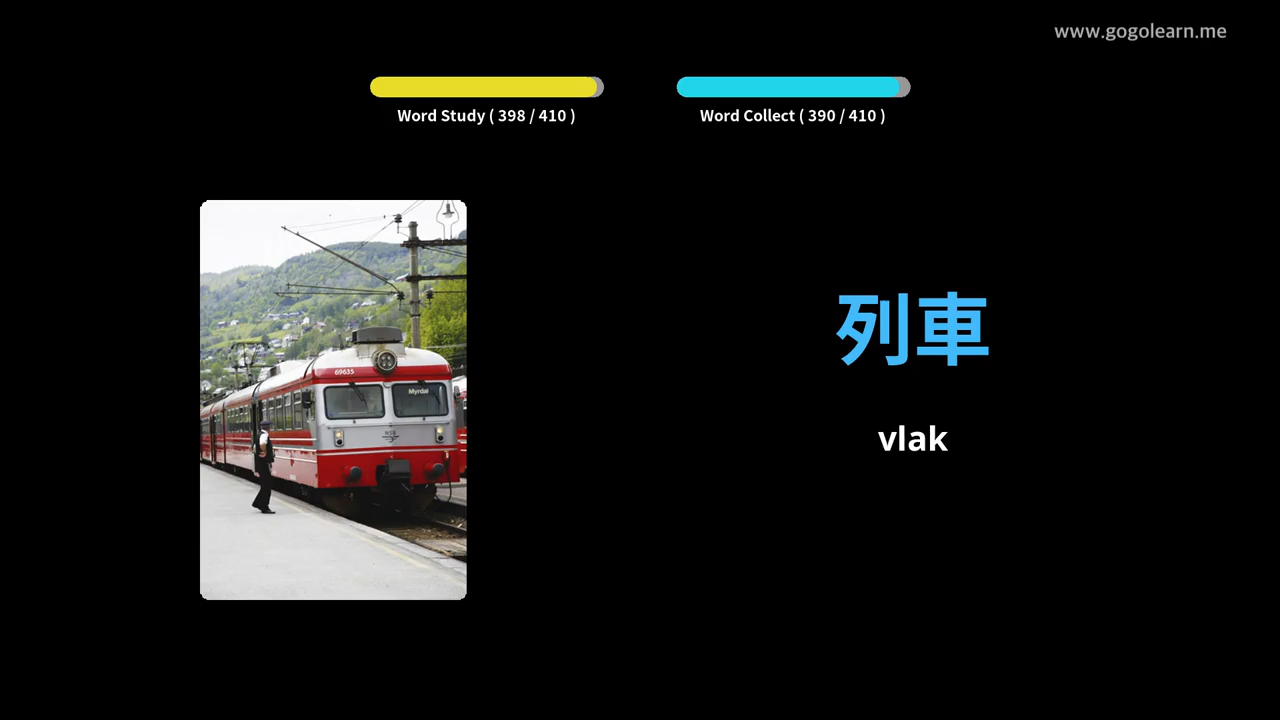 www.gogolearn.me
Word Study ( 398 / 410 )
Word Collect ( 390 / 410 )
69635
Myrdal
NSB
列車
vlak